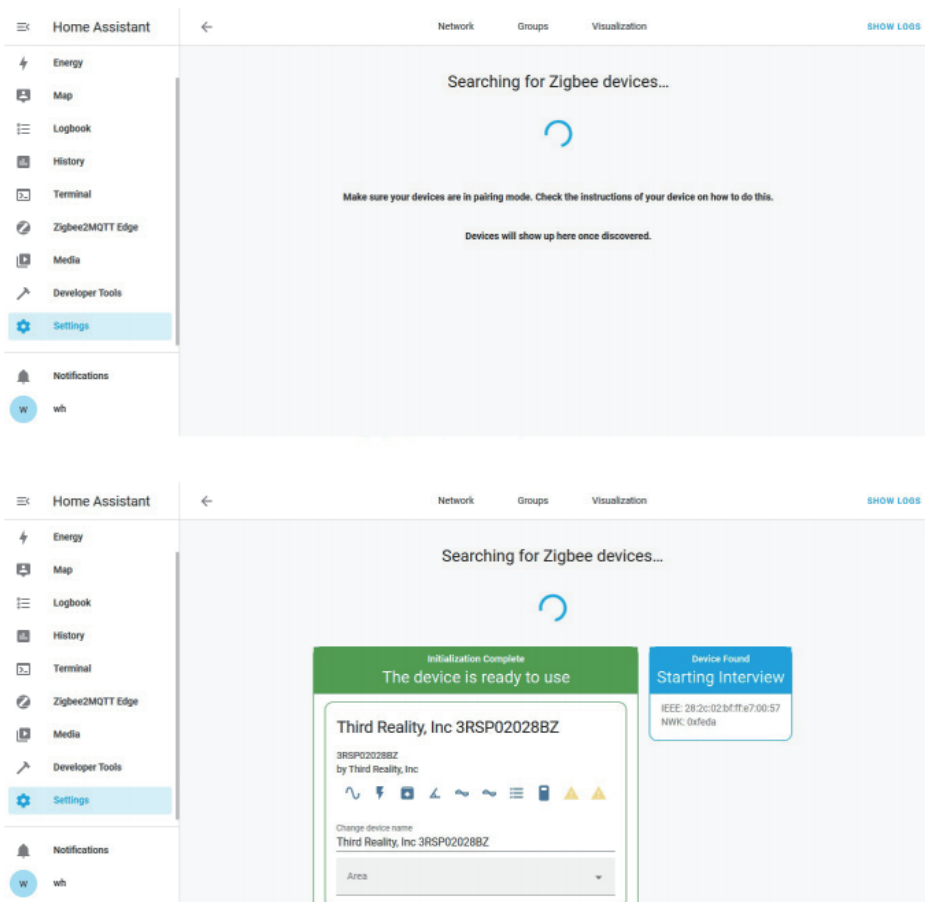 Home Assistant
Network Groups Visualization
SHOW LOGS
Energy
Map
Logbook
History
Terminal
Zigbee2MQTT Edge
Media
Developer Tools
Settings
Notifications
W wh
Searching for Zigbee devices...
Make sure your devices are in pairing mode. Check the instructions of your device on how to do this.
Devices will show up here once discovered.
Home Assistant
Network Groups Visualization
SHOW LOGS
Energy
Map
Logbook
History
Terminal
Zigbee2MQTT Edge
Media
Developer Tools
Settings
Notifications
W wh
Searching for Zigbee devices...
Initialization Complete
The device is ready to use
Third Reality, Inc 3RSP02028BZ
3RSP02028BZ
by Third Reality, Inc
Change device name
Third Reality, Inc 3RSP02028BZ
Area
Device Found
Starting Interview
IEEE: 28:2c:02:bf:ff:e7:00:57
NWK: 0xfeda